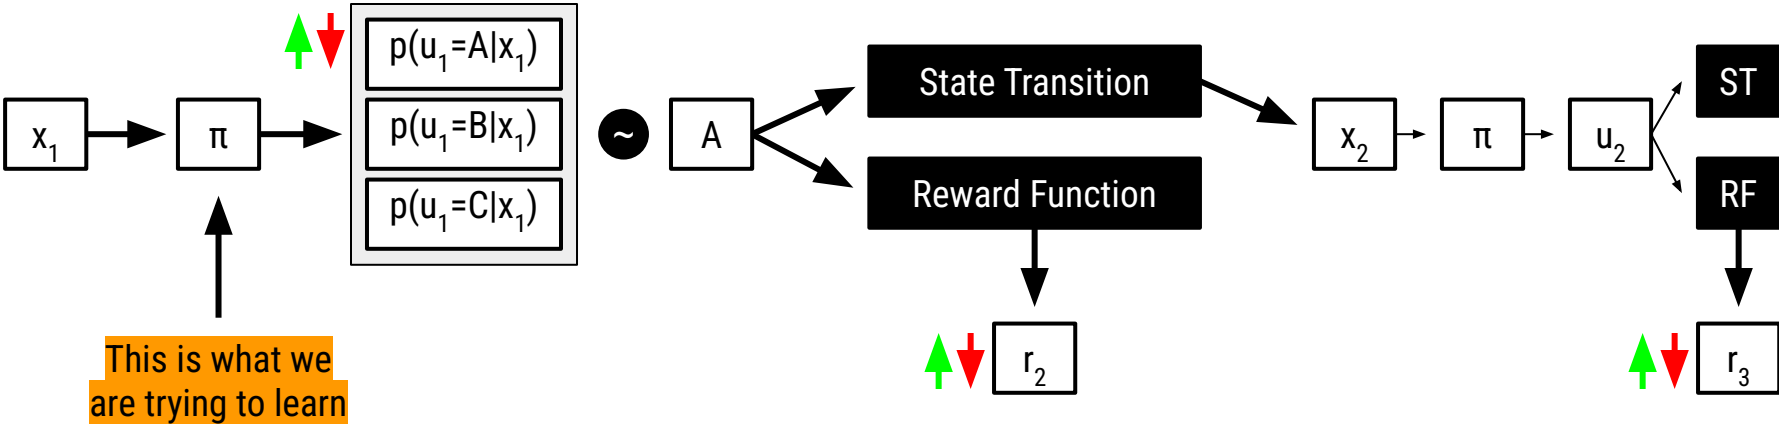 x₁
π
p(u₁=A|x₁)
p(u₁=B|x₁)
p(u₁=C|x₁)
~
A
State Transition
Reward Function
r₂
x₂
π
u₂
ST
RF
r₃
This is what we
are trying to learn